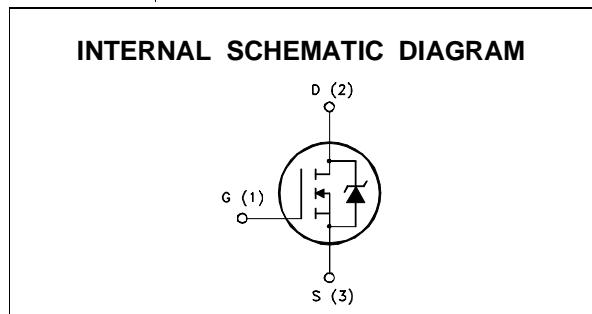 INTERNAL SCHEMATIC DIAGRAM
D (2)
G (1)
S (3)